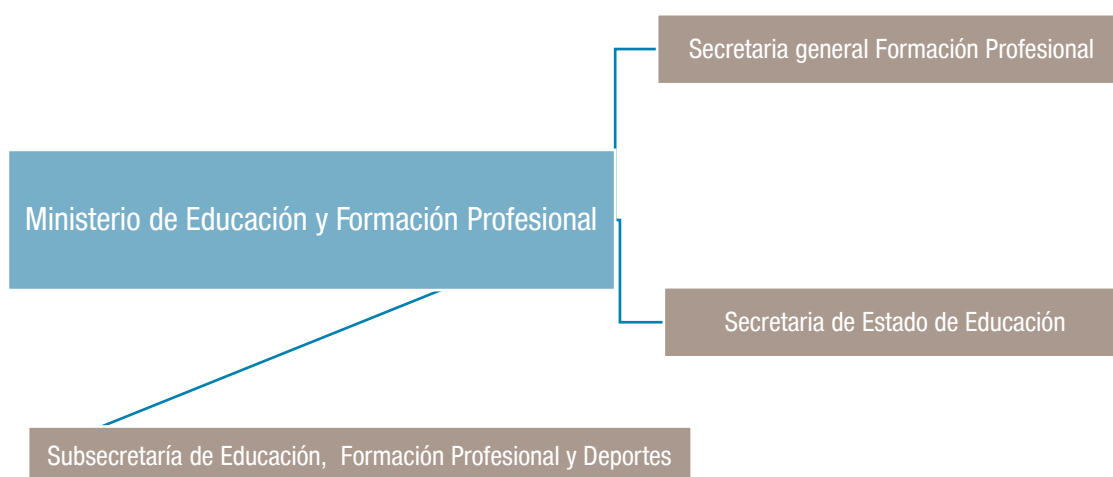 Secretaria general Formación Profesional
Ministerio de Educación y Formación Profesional
Secretaria de Estado de Educación
Subsecretaría de Educación,  Formación Profesional y Deportes